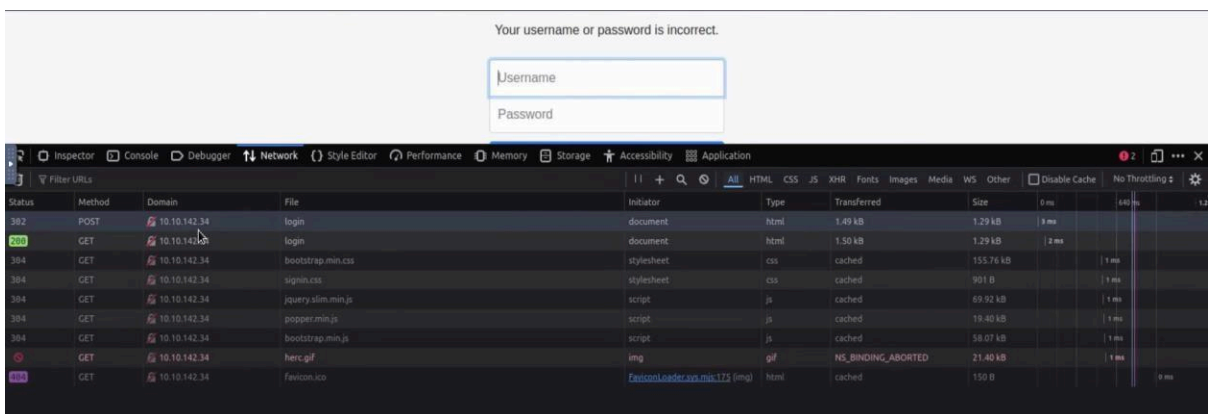 Your username or password is incorrect.
Username
Password
Inspector Console Debugger Network Style Editor Performance Memory Storage Accessibility Application 2
Filter URLs All HTML CSS JS XHR Fonts Images Media WS Other Disable Cache No Throttling
Status Method Domain File Initiator Type Transferred Size 0 ms 640 ms 1.2
302 POST 10.10.142.34 login document html 1.49 kB 1.29 kB 3 ms
200 GET 10.10.142.34 login document html 1.50 kB 1.29 kB 2 ms
304 GET 10.10.142.34 bootstrap.min.css stylesheet css cached 155.76 kB 1 ms
304 GET 10.10.142.34 signin.css stylesheet css cached 901 B 1 ms
304 GET 10.10.142.34 jquery.slim.min.js script js cached 69.92 kB 1 ms
304 GET 10.10.142.34 popper.min.js script js cached 19.40 kB 1 ms
304 GET 10.10.142.34 bootstrap.min.js script js cached 58.07 kB 1 ms
GET 10.10.142.34 herc.gif img gif NS_BINDING_ABORTED 21.40 kB 1 ms
404 GET 10.10.142.34 favicon.ico FaviconLoader.sys.mjs:175 (img) html cached 150 B 0 ms